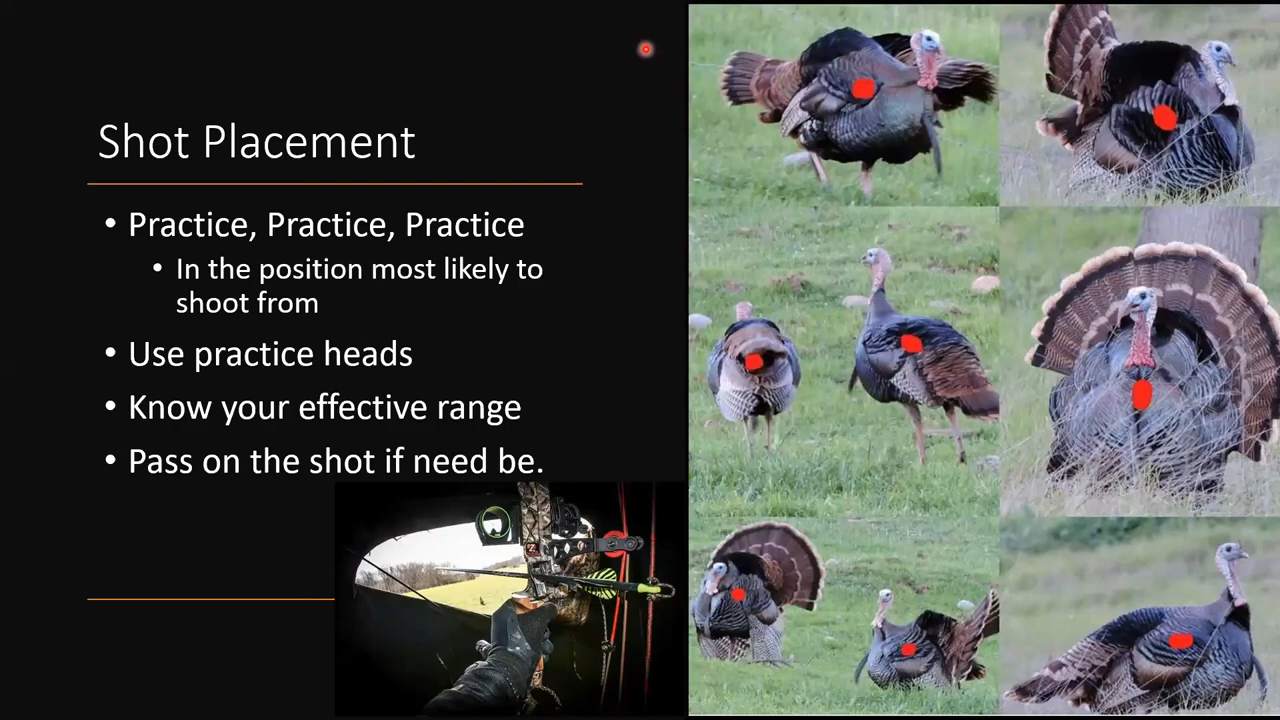 Shot Placement
• Practice, Practice, Practice
• In the position most likely to
shoot from
• Use practice heads
• Know your effective range
• Pass on the shot if need be.